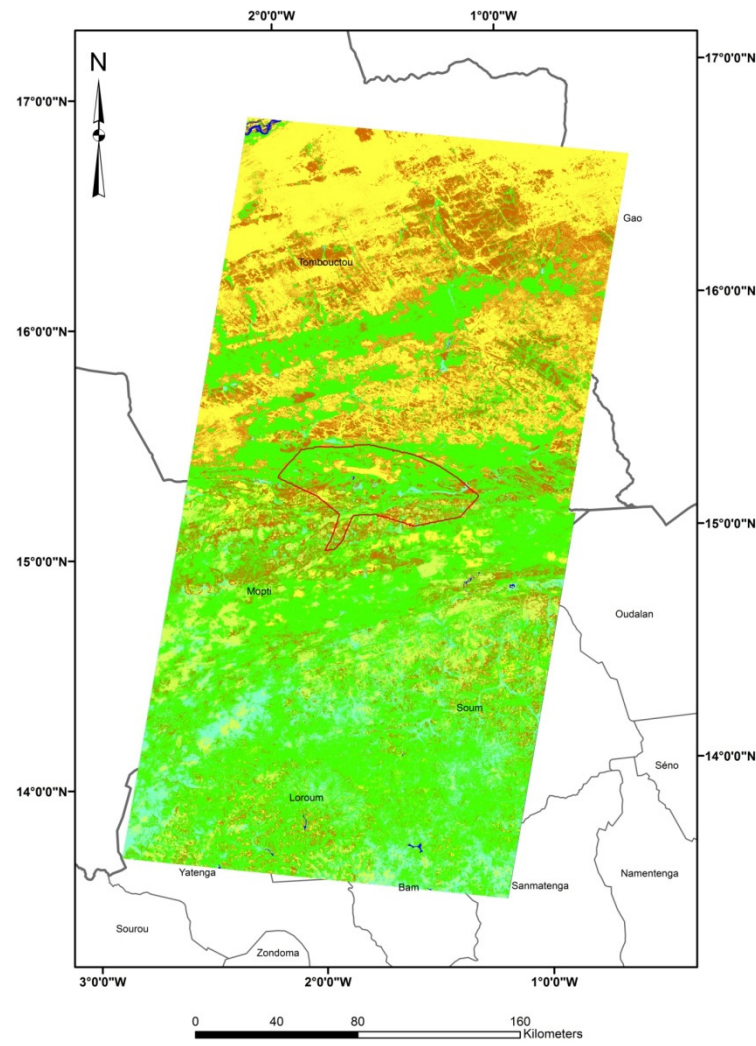 2°0'0"W 1°0'0"W
N
17°0'0"N
17°0'0"N
Gao
Tombouctou
16°0'0"N
16°0'0"N
15°0'0"N
15°0'0"N
Mopti
Oudalan
Soum
14°0'0"N
Séno
14°0'0"N
Loroum
Yatenga
Bam
Sanmatenga
Namentenga
Sourou
Zondoma
3°0'0"W 2°0'0"W 1°0'0"W
0 40 80 160
Kilometers